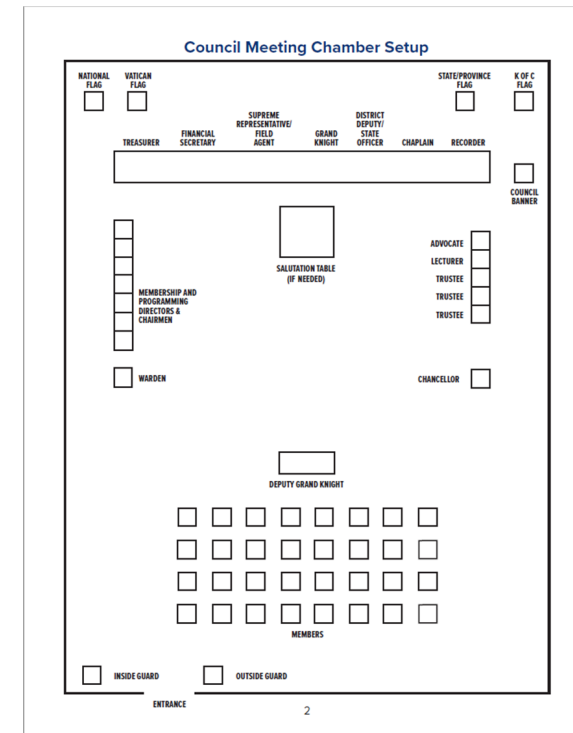 Council Meeting Chamber Setup
NATIONAL
FLAG
VATICAN
FLAG
STATE/PROVINCE
FLAG
K OF C
FLAG
TREASURER
FINANCIAL
SECRETARY
SUPREME
REPRESENTATIVE/
FIELD
AGENT
GRAND
KNIGHT
DISTRICT
DEPUTY/
STATE
OFFICER
CHAPLAIN
RECORDER
COUNCIL
BANNER
SALUTATION TABLE
(IF NEEDED)
ADVOCATE
LECTURER
TRUSTEE
TRUSTEE
TRUSTEE
MEMBERSHIP AND
PROGRAMMING
DIRECTORS &
CHAIRMEN
WARDEN
CHANCELLOR
DEPUTY GRAND KNIGHT
MEMBERS
INSIDE GUARD
OUTSIDE GUARD
ENTRANCE
2